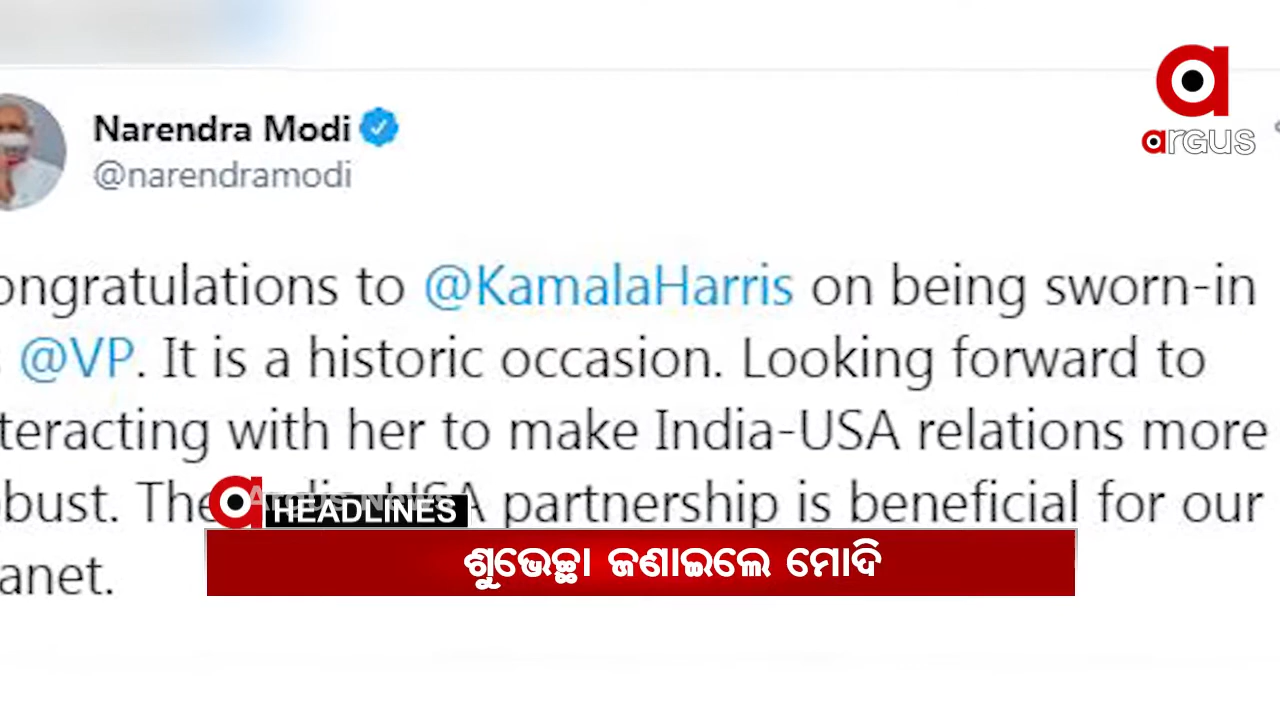 Narendra Modi
@narendramodi
argus
ongratulations to @KamalaHarris on being sworn-in
@VP. It is a historic occasion. Looking forward to
teracting with her to make India-USA relations more
bust. The USA partnership is beneficial for our
anet.
HEADLINES
ଶୁଭେଚ୍ଛା ଜଣାଇଲେ ମୋଦି